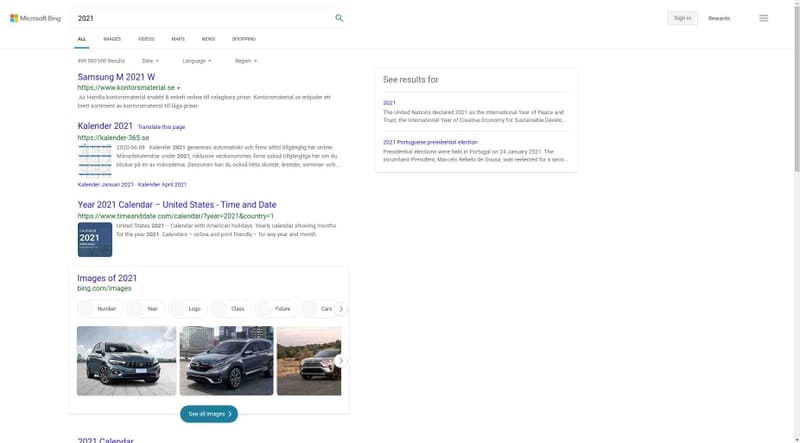 Microsoft Bing
2021
Sign in
Rewards
ALL
IMAGES
VIDEOS
MAPS
NEWS
SHOPPING
499 000 000 Results
Date
Language
Region
Samsung M 2021 W
https://www.kontorsmaterial.se
Ad Handla kontorsmaterial snabbt & enkelt online till oslagbara priser. Kontorsmaterial.se erbjuder ett
brett sortiment av kontorsmaterial till låga priser.
Kalender 2021 Translate this page
https://kalender-365.se
2020-06-08 · Kalender 2021 genereras automatiskt och finns alltid tillgänglig här online.
Månadskalender under 2021, inklusive veckonummer, finns också tillgängliga här om du
klickar på en av månaderna. Dessutom kan du också hitta skottår, årstider, sommar- och...
Kalender Januari 2021 · Kalender April 2021
Year 2021 Calendar – United States - Time and Date
https://www.timeanddate.com/calendar/?year=2021&country=1
2021
United States 2021 – Calendar with American holidays. Yearly calendar showing months
for the year 2021. Calendars – online and print friendly – for any year and month
Images of 2021
bing.com/images
Number
Year
Logo
Class
Future
Cars
See all images
2021 Calendar
See results for
2021
The United Nations declared 2021 as the International Year of Peace and
Trust, the International Year of Creative Economy for Sustainable Develo...
2021 Portuguese presidential election
Presidential elections were held in Portugal on 24 January 2021. The
incumbent President, Marcelo Rebelo de Sousa, was reelected for a seco...